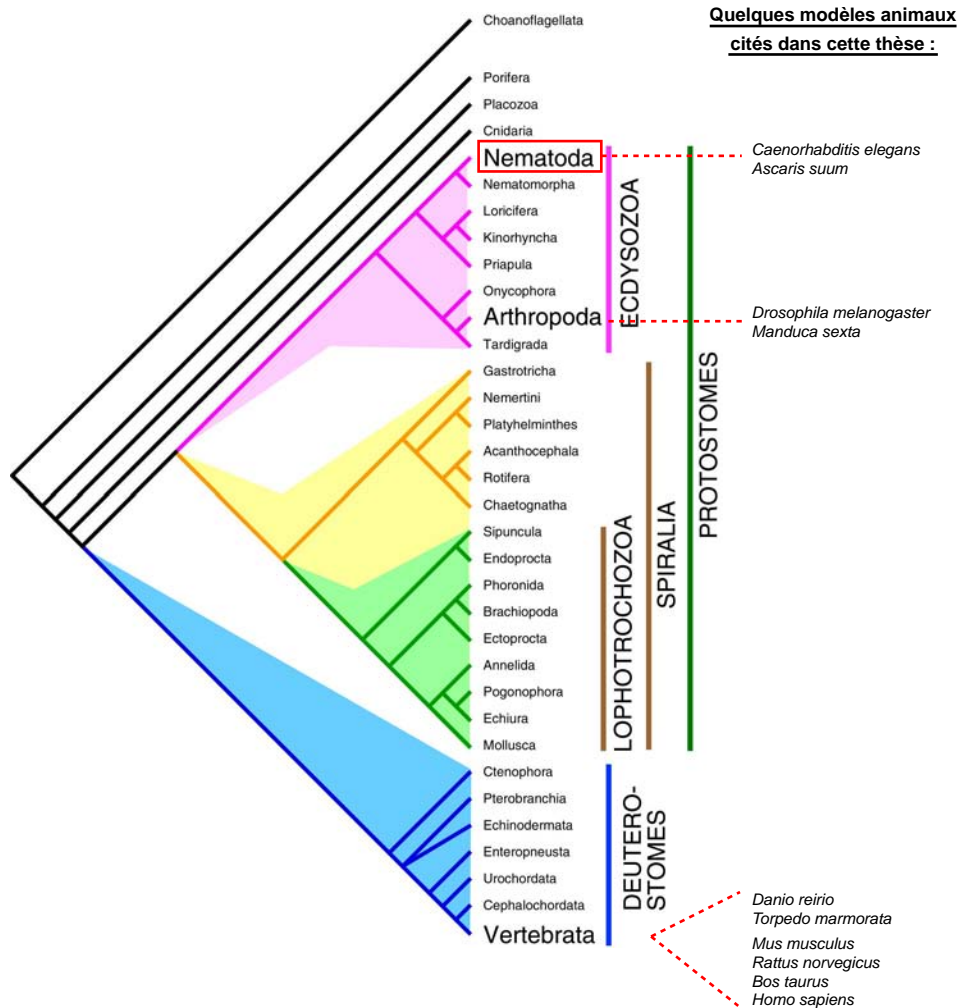 Quelques modèles animaux
cités dans cette thèse :
Choanoflagellata
Porifera
Placozoa
Cnidaria
Nematoda
Nematomorpha
Loricifera
Kinorhyncha
Priapula
Onycophora
Arthropoda
Tardigrada
Gastrotricha
Nemertini
Platyhelminthes
Acanthocephala
Rotifera
Chaetognatha
Sipuncula
Endoprocta
Phoronida
Brachiopoda
Ectoprocta
Annelida
Pogonophora
Echiura
Mollusca
Ctenophora
Pterobranchia
Echinodermata
Enteropneusta
Urochordata
Cephalochordata
Vertebrata
ECDYSOZOA
LOPHOTROCHOZOA
SPIRALIA
PROTOSTOMES
DEUTERO-
STOMES
Caenorhabditis elegans
Ascaris suum
Drosophila melanogaster
Manduca sexta
Danio reirio
Torpedo marmorata
Mus musculus
Rattus norvegicus
Bos taurus
Homo sapiens